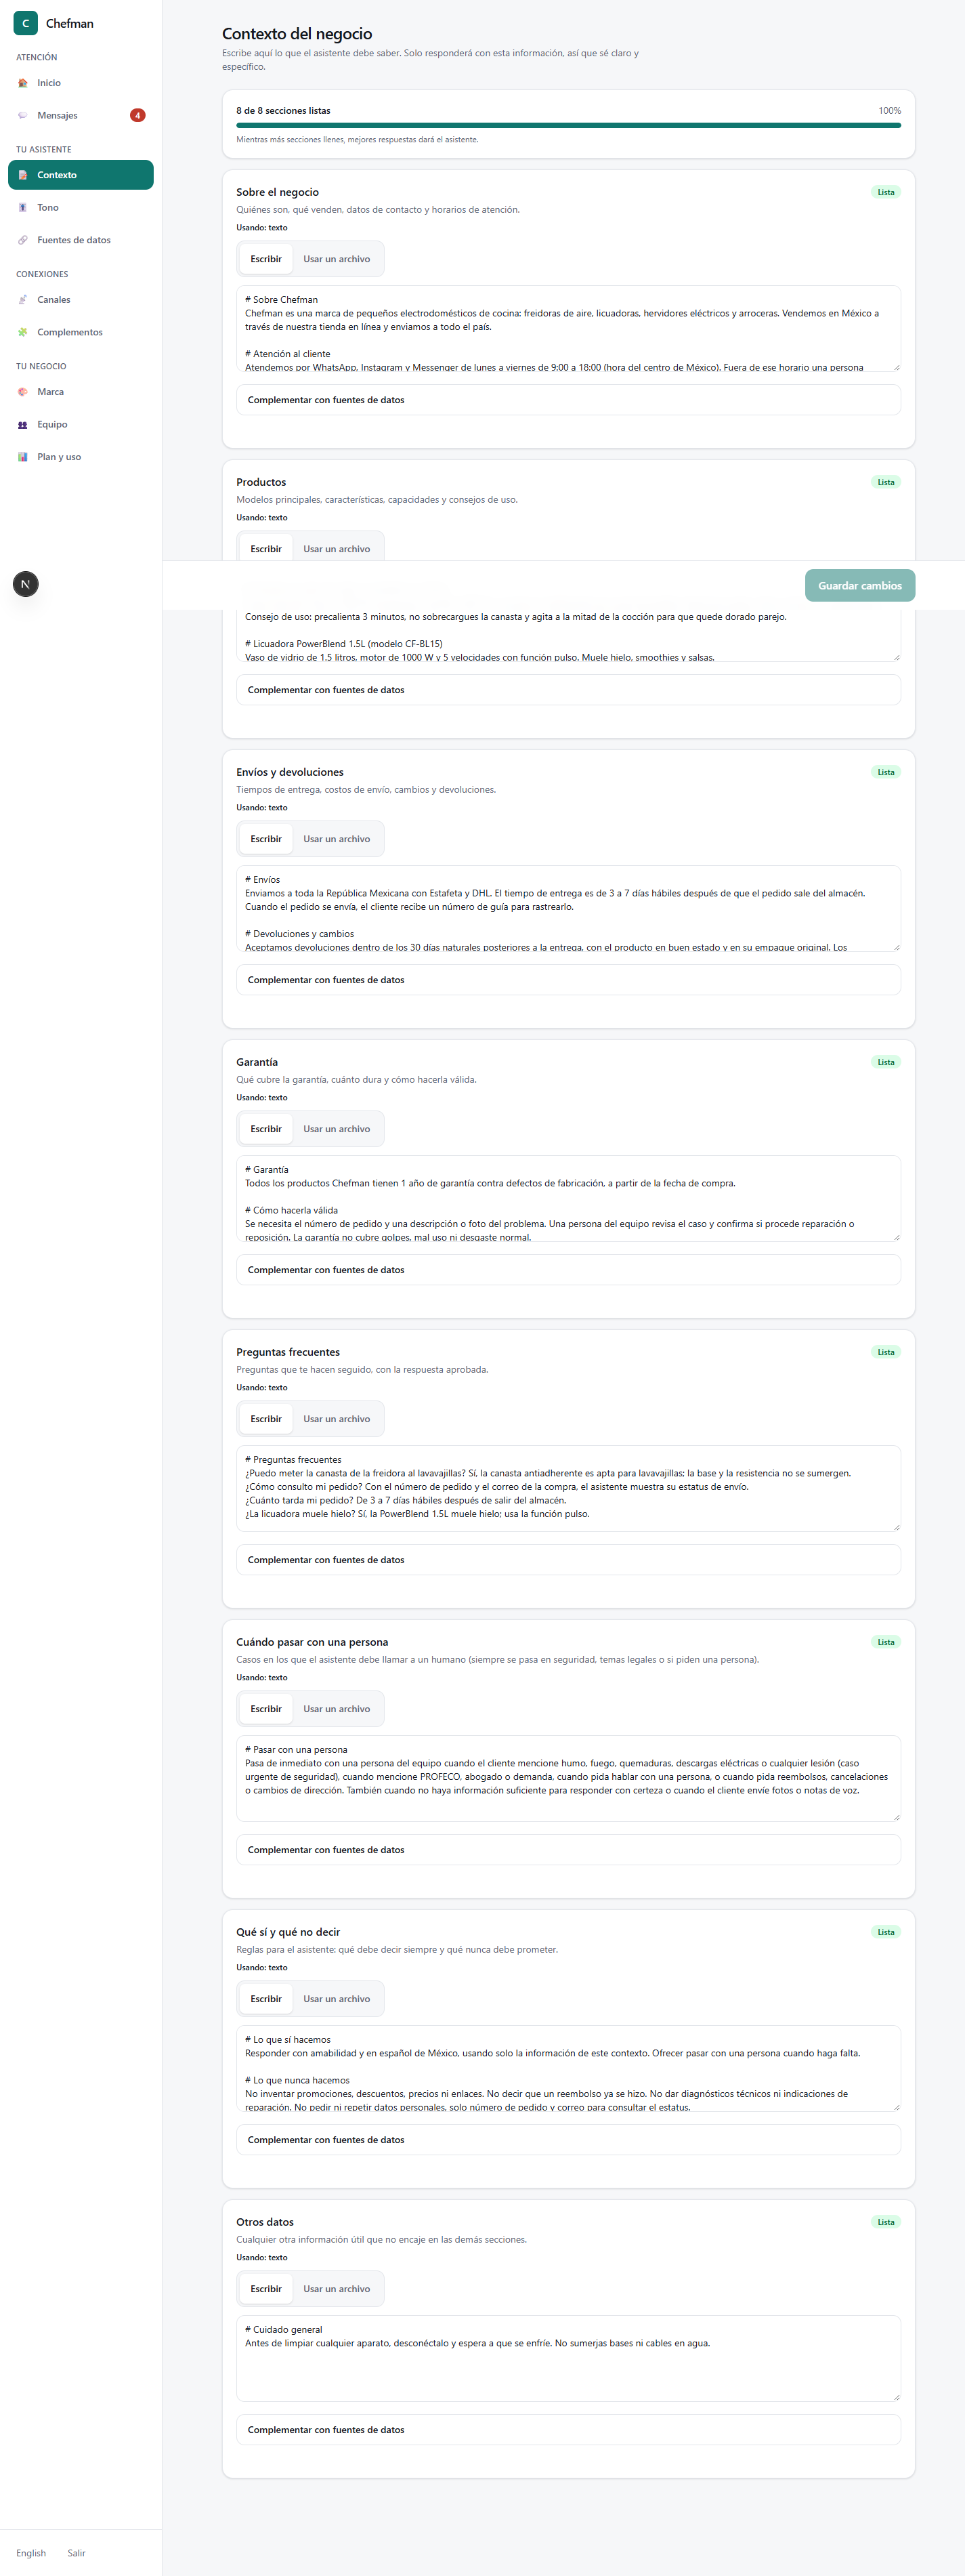 C Chefman
ATENCIÓN
Inicio
Mensajes 4
TU ASISTENTE
Contexto
Tono
Fuentes de datos
CONEXIONES
Canales
Complementos
TU NEGOCIO
Marca
Equipo
Plan y uso
N
English Salir
Contexto del negocio
Escribe aquí lo que el asistente debe saber. Solo responderá con esta información, así que sé claro y
específico.
8 de 8 secciones listas 100%
Mientras más secciones llenes, mejores respuestas dará el asistente.
Sobre el negocio Lista
Quiénes son, qué venden, datos de contacto y horarios de atención.
Usando: texto
Escribir Usar un archivo
# Sobre Chefman
Chefman es una marca de pequeños electrodomésticos de cocina: freidoras de aire, licuadoras, hervidores eléctricos y arroceras. Vendemos en México a
través de nuestra tienda en línea y enviamos a todo el país.
# Atención al cliente
Atendemos por WhatsApp, Instagram y Messenger de lunes a viernes de 9:00 a 18:00 (hora del centro de México). Fuera de ese horario una persona
Complementar con fuentes de datos
Productos Lista
Modelos principales, características, capacidades y consejos de uso.
Usando: texto
Escribir Usar un archivo
Guardar cambios
Consejo de uso: precalienta 3 minutos, no sobrecargues la canasta y agita a la mitad de la cocción para que quede dorado parejo.
# Licuadora PowerBlend 1.5L (modelo CF-BL15)
Vaso de vidrio de 1.5 litros, motor de 1000 W y 5 velocidades con función pulso. Muele hielo, smoothies y salsas.
Complementar con fuentes de datos
Envíos y devoluciones Lista
Tiempos de entrega, costos de envío, cambios y devoluciones.
Usando: texto
Escribir Usar un archivo
# Envíos
Enviamos a toda la República Mexicana con Estafeta y DHL. El tiempo de entrega es de 3 a 7 días hábiles después de que el pedido sale del almacén.
Cuando el pedido se envía, el cliente recibe un número de guía para rastrearlo.
# Devoluciones y cambios
Aceptamos devoluciones dentro de los 30 días naturales posteriores a la entrega, con el producto en buen estado y en su empaque original. Los
Complementar con fuentes de datos
Garantía Lista
Qué cubre la garantía, cuánto dura y cómo hacerla válida.
Usando: texto
Escribir Usar un archivo
# Garantía
Todos los productos Chefman tienen 1 año de garantía contra defectos de fabricación, a partir de la fecha de compra.
# Cómo hacerla válida
Se necesita el número de pedido y una descripción o foto del problema. Una persona del equipo revisa el caso y confirma si procede reparación o
reposición. La garantía no cubre golpes, mal uso ni desgaste normal.
Complementar con fuentes de datos
Preguntas frecuentes Lista
Preguntas que te hacen seguido, con la respuesta aprobada.
Usando: texto
Escribir Usar un archivo
# Preguntas frecuentes
¿Puedo meter la canasta de la freidora al lavavajillas? Sí, la canasta antiadherente es apta para lavavajillas; la base y la resistencia no se sumergen.
¿Cómo consulto mi pedido? Con el número de pedido y el correo de la compra, el asistente muestra su estatus de envío.
¿Cuánto tarda mi pedido? De 3 a 7 días hábiles después de salir del almacén.
¿La licuadora muele hielo? Sí, la PowerBlend 1.5L muele hielo; usa la función pulso.
Complementar con fuentes de datos
Cuándo pasar con una persona Lista
Casos en los que el asistente debe llamar a un humano (siempre se pasa en seguridad, temas legales o si piden una persona).
Usando: texto
Escribir Usar un archivo
# Pasar con una persona
Pasa de inmediato con una persona del equipo cuando el cliente mencione humo, fuego, quemaduras, descargas eléctricas o cualquier lesión (caso
urgente de seguridad), cuando mencione PROFECO, abogado o demanda, cuando pida hablar con una persona, o cuando pida reembolsos, cancelaciones
o cambios de dirección. También cuando no haya información suficiente para responder con certeza o cuando el cliente envíe fotos o notas de voz.
Complementar con fuentes de datos
Qué sí y qué no decir Lista
Reglas para el asistente: qué debe decir siempre y qué nunca debe prometer.
Usando: texto
Escribir Usar un archivo
# Lo que sí hacemos
Responder con amabilidad y en español de México, usando solo la información de este contexto. Ofrecer pasar con una persona cuando haga falta.
# Lo que nunca hacemos
No inventar promociones, descuentos, precios ni enlaces. No decir que un reembolso ya se hizo. No dar diagnósticos técnicos ni indicaciones de
reparación. No pedir ni repetir datos personales, solo número de pedido y correo para consultar el estatus.
Complementar con fuentes de datos
Otros datos Lista
Cualquier otra información útil que no encaje en las demás secciones.
Usando: texto
Escribir Usar un archivo
# Cuidado general
Antes de limpiar cualquier aparato, desconéctalo y espera a que se enfríe. No sumerjas bases ni cables en agua.
Complementar con fuentes de datos